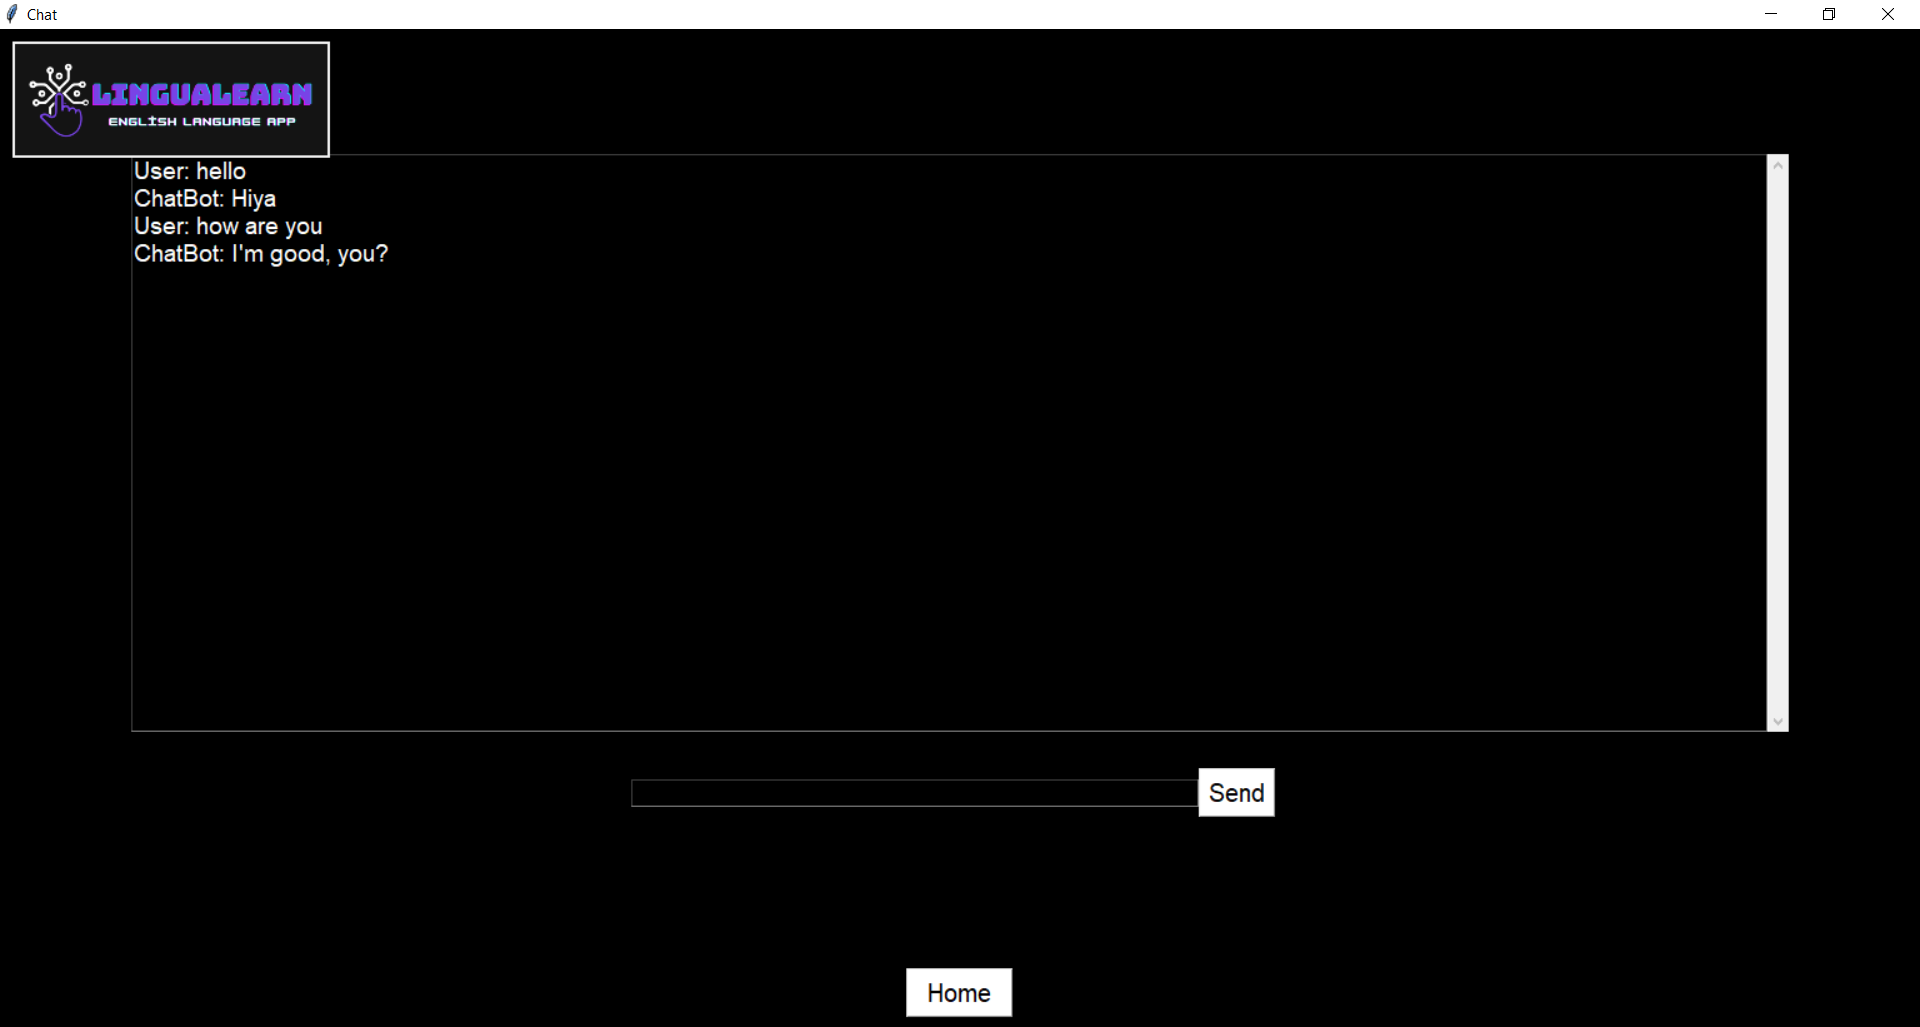 Chat
LINGUALEARN
ENGLISH LANGUAGE APP
User: hello
ChatBot: Hiya
User: how are you
ChatBot: I'm good, you?
Send
Home